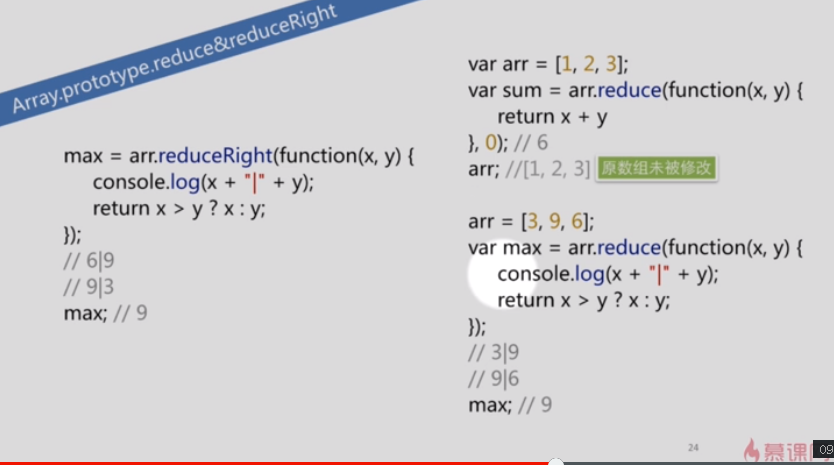 Array.prototype.reduce&reduceRight
max = arr.reduceRight(function(x, y) {
console.log(x + "|" + y);
return x > y ? x : y;
});
// 6|9
// 9|3
max; // 9
var arr = [1, 2, 3];
var sum = arr.reduce(function(x, y) {
return x + y
}, 0); // 6
arr; //[1, 2, 3] 原数组未被修改
arr = [3, 9, 6];
var max = arr.reduce(function(x, y) {
console.log(x + "|" + y);
return x > y ? x : y;
});
// 3|9
// 9|6
max; // 9
24
慕课
09